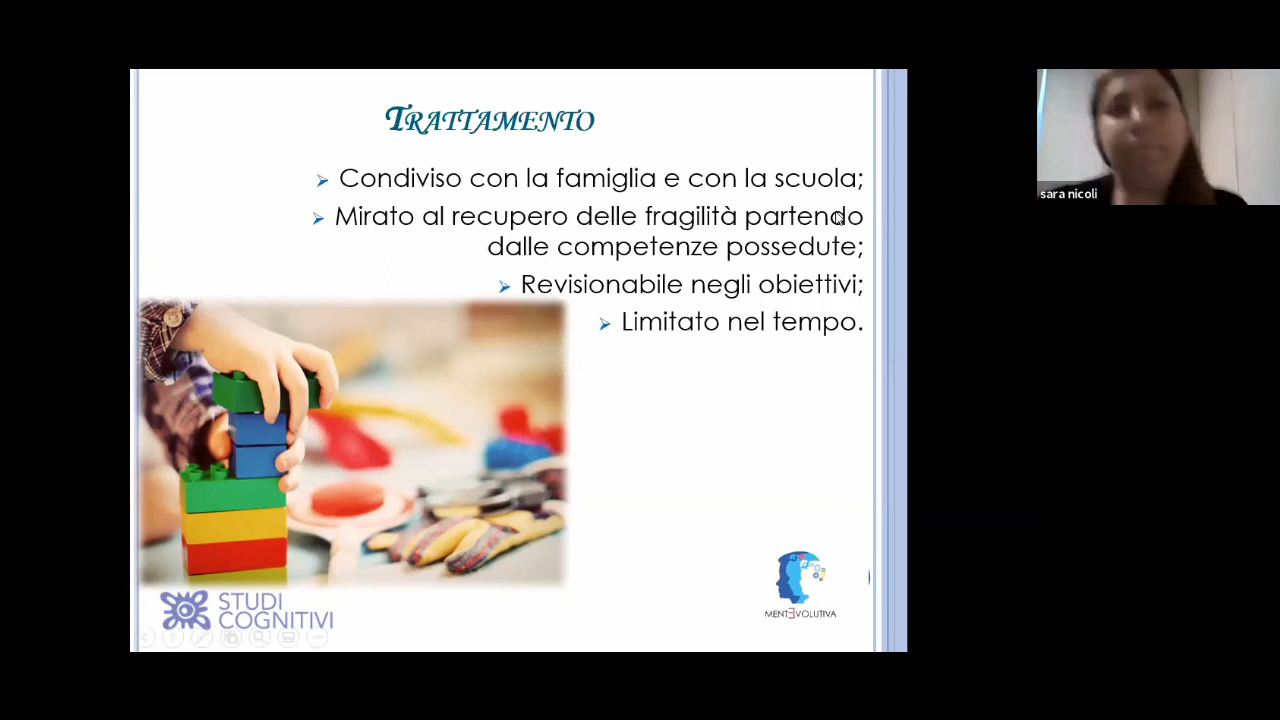 TRATTAMENTO
➢ Condiviso con la famiglia e con la scuola;
➢ Mirato al recupero delle fragilità partendo
dalle competenze possedute;
➢ Revisionabile negli obiettivi;
➢ Limitato nel tempo.
STUDI
COGNITIVI
MENTEVOLUTIVA
sara nicoli